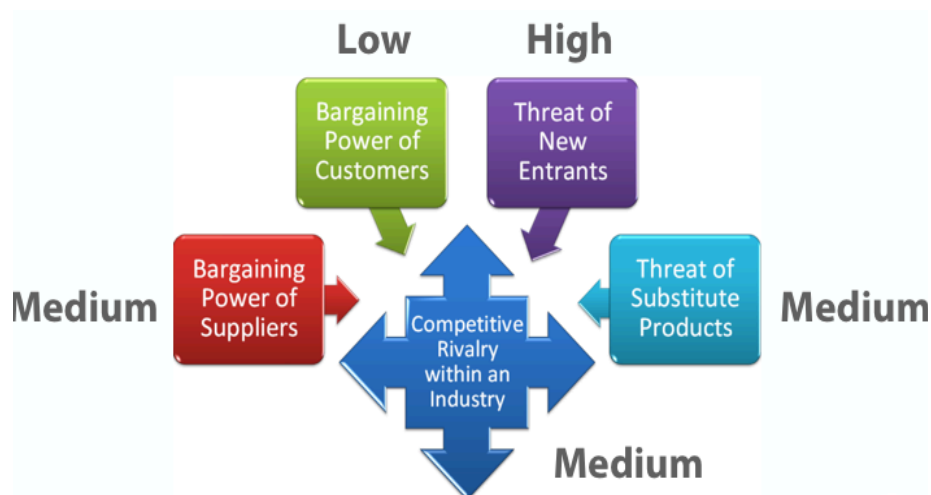 Low
High
Bargaining
Power of
Customers
Threat of
New
Entrants
Medium
Bargaining
Power of
Suppliers
Competitive
Rivalry
within an
Industry
Threat of
Substitute
Products
Medium
Medium